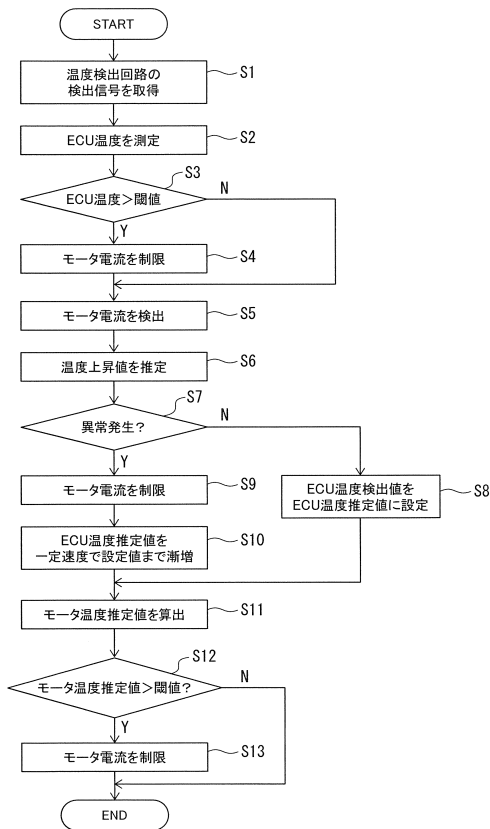 START
温度検出回路の
検出信号を取得
S1
ECU温度を測定
S2
S3
ECU温度＞閾値
N
Y
モータ電流を制限
S4
モータ電流を検出
S5
温度上昇値を推定
S6
S7
異常発生？
N
Y
モータ電流を制限
S9
ECU温度検出値を
ECU温度推定値に設定
S8
ECU温度推定値を
一定速度で設定値まで漸増
S10
モータ温度推定値を算出
S11
S12
モータ温度推定値＞閾値？
N
Y
モータ電流を制限
S13
END